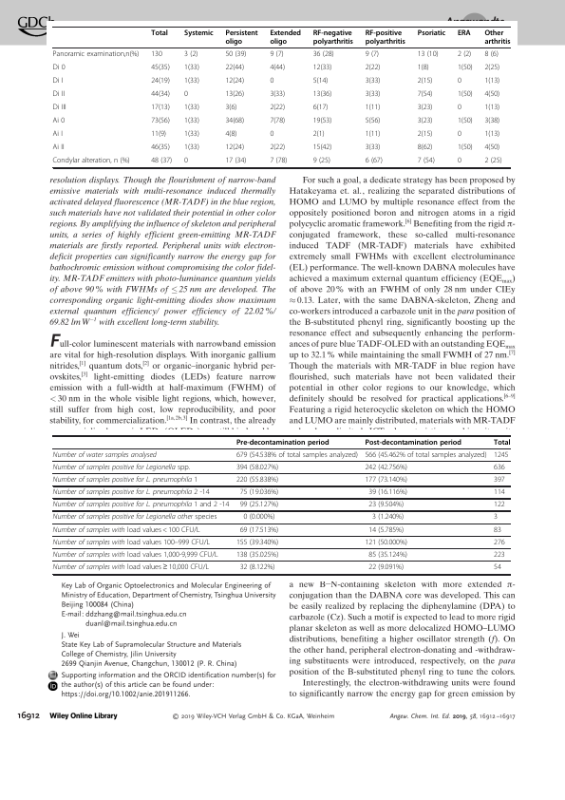 GDCh
Total Systemic Persistent oligo Extended oligo RF-negative polyarthritis RF-positive polyarthritis Psoriatic ERA Other arthritis
Panoramic examination,n(%) 130 3 (2) 50 (39) 9 (7) 36 (28) 9 (7) 13 (10) 2 (2) 8 (6)
Di 0 45(35) 1(33) 22(44) 4(44) 12(33) 2(22) 1(8) 1(50) 2(25)
Di I 24(19) 1(33) 12(24) 0 5(14) 3(33) 2(15) 0 1(13)
Di II 44(34) 0 13(26) 3(33) 13(36) 3(33) 7(54) 1(50) 4(50)
Di III 17(13) 1(33) 3(6) 2(22) 6(17) 1(11) 3(23) 0 1(13)
Ai 0 73(56) 1(33) 34(68) 7(78) 19(53) 5(56) 3(23) 1(50) 3(38)
Ai I 11(9) 1(33) 4(8) 0 2(1) 1(11) 2(15) 0 1(13)
Ai II 46(35) 1(33) 12(24) 2(22) 15(42) 3(33) 8(62) 1(50) 4(50)
Condylar alteration, n (%) 48 (37) 0 17 (34) 7 (78) 9 (25) 6 (67) 7 (54) 0 2 (25)
resolution displays. Though the flourishment of narrow-band
emissive materials with multi-resonance induced thermally
activated delayed fluorescence (MR-TADF) in the blue region,
such materials have not validated their potential in other color
regions. By amplifying the influence of skeleton and peripheral
units, a series of highly efficient green-emitting MR-TADF
materials are firstly reported. Peripheral units with electron-
deficit properties can significantly narrow the energy gap for
bathochromic emission without compromising the color fidel-
ity. MR-TADF emitters with photo-luminance quantum yields
of above 90 % with FWHMs of ≤ 25 nm are developed. The
corresponding organic light-emitting diodes show maximum
external quantum efficiency/ power efficiency of 22.02 %/
69.82 lm W⁻¹ with excellent long-term stability.
Full-color luminescent materials with narrowband emission
are vital for high-resolution displays. With inorganic gallium
nitrides,[1] quantum dots,[2] or organic–inorganic hybrid per-
ovskites,[3] light-emitting diodes (LEDs) feature narrow
emission with a full-width at half-maximum (FWHM) of
< 30 nm in the whole visible light regions, which, however,
still suffer from high cost, low reproducibility, and poor
stability, for commercialization.[1a,2b,3] In contrast, the already
For such a goal, a dedicate strategy has been proposed by
Hatakeyama et. al., realizing the separated distributions of
HOMO and LUMO by multiple resonance effect from the
oppositely positioned boron and nitrogen atoms in a rigid
polycyclic aromatic framework.[6] Benefiting from the rigid π-
conjugated framework, these so-called multi-resonance
induced TADF (MR-TADF) materials have exhibited
extremely small FWHMs with excellent electroluminance
(EL) performance. The well-known DABNA molecules have
achieved a maximum external quantum efficiency (EQEmax)
of above 20 % with an FWHM of only 28 nm under CIEy
≈ 0.13. Later, with the same DABNA-skeleton, Zheng and
co-workers introduced a carbazole unit in the para position of
the B-substituted phenyl ring, significantly boosting up the
resonance effect and subsequently enhancing the perform-
ances of pure blue TADF-OLED with an outstanding EQEmax
up to 32.1 % while maintaining the small FWMH of 27 nm.[7]
Though the materials with MR-TADF in blue region have
flourished, such materials have not been validated their
potential in other color regions to our knowledge, which
definitely should be resolved for practical applications.[8-9]
Featuring a rigid heterocyclic skeleton on which the HOMO
and LUMO are mainly distributed, materials with MR-TADF
Pre-decontamination period Post-decontamination period Total
Number of water samples analysed 679 (54.538% of total samples analyzed) 566 (45.462% of total samples analyzed) 1245
Number of samples positive for Legionella spp. 394 (58.027%) 242 (42.756%) 636
Number of samples positive for L. pneumophila 1 220 (55.838%) 177 (73.140%) 397
Number of samples positive for L. pneumophila 2 -14 75 (19.036%) 39 (16.116%) 114
Number of samples positive for L. pneumophila 1 and 2 -14 99 (25.127%) 23 (9.504%) 122
Number of samples positive for Legionella other species 0 (0.000%) 3 (1.240%) 3
Number of samples with load values < 100 CFU/L 69 (17.513%) 14 (5.785%) 83
Number of samples with load values 100–999 CFU/L 155 (39.340%) 121 (50.000%) 276
Number of samples with load values 1,000-9,999 CFU/L 138 (35.025%) 85 (35.124%) 223
Number of samples with load values ≥ 10,000 CFU/L 32 (8.122%) 22 (9.091%) 54
Key Lab of Organic Optoelectronics and Molecular Engineering of
Ministry of Education, Department of Chemistry, Tsinghua University
Beijing 100084 (China)
E-mail: ddzhang@mail.tsinghua.edu.cn
duanl@mail.tsinghua.edu.cn
J. Wei
State Key Lab of Supramolecular Structure and Materials
College of Chemistry, Jilin University
2699 Qianjin Avenue, Changchun, 130012 (P. R. China)
Supporting information and the ORCID identification number(s) for
the author(s) of this article can be found under:
https://doi.org/10.1002/anie.201911266.
a new B–N-containing skeleton with more extended π-
conjugation than the DABNA core was developed. This can
be easily realized by replacing the diphenylamine (DPA) to
carbazole (Cz). Such a motif is expected to lead to more rigid
planar skeleton as well as more delocalized HOMO–LUMO
distributions, benefiting a higher oscillator strength (f). On
the other hand, peripheral electron-donating and -withdraw-
ing substituents were introduced, respectively, on the para
position of the B-substituted phenyl ring to tune the colors.
Interestingly, the electron-withdrawing units were found
to significantly narrow the energy gap for green emission by
16912 Wiley Online Library © 2019 Wiley-VCH Verlag GmbH & Co. KGaA, Weinheim Angew. Chem. Int. Ed. 2019, 58, 16912–16917